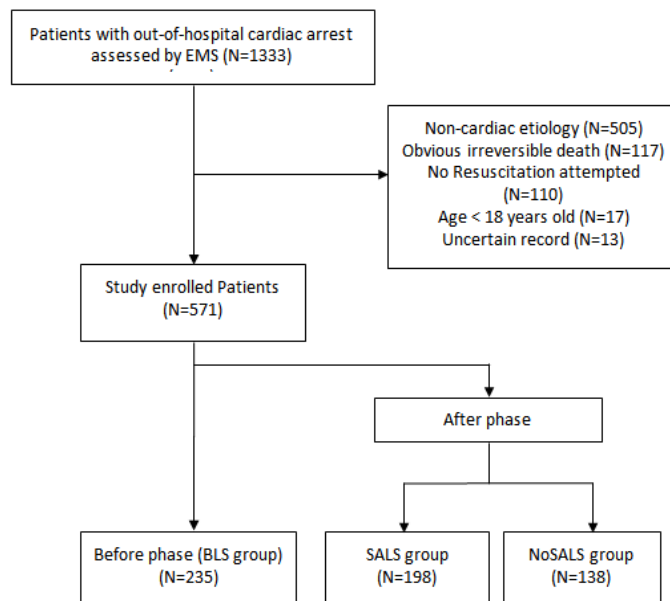 Patients with out-of-hospital cardiac arrest
assessed by EMS (N=1333)
Non-cardiac etiology (N=505)
Obvious irreversible death (N=117)
No Resuscitation attempted
(N=110)
Age < 18 years old (N=17)
Uncertain record (N=13)
Study enrolled Patients
(N=571)
After phase
Before phase (BLS group)
(N=235)
SALS group
(N=198)
NoSALS group
(N=138)